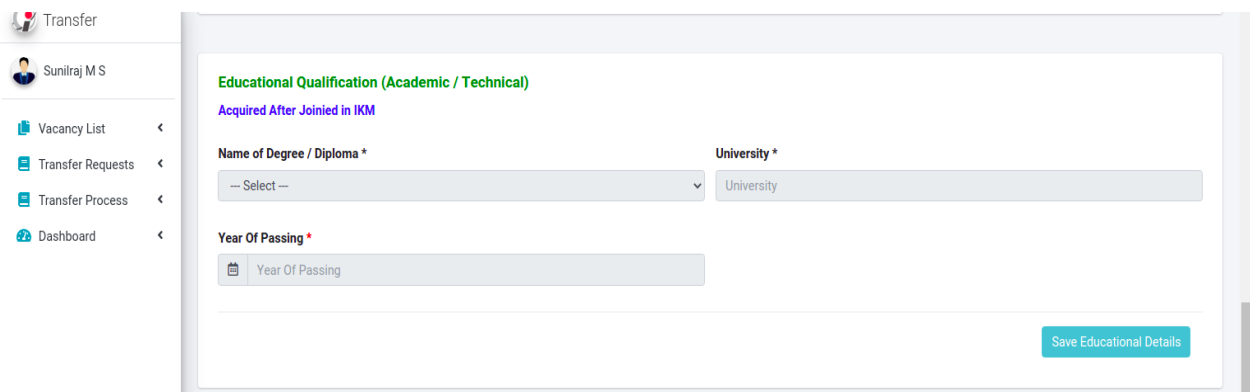 Transfer
Sunilraj M S
Vacancy List
Transfer Requests
Transfer Process
Dashboard
Educational Qualification (Academic / Technical)
Acquired After Joinied in IKM
Name of Degree / Diploma * University *
--- Select --- University
Year Of Passing *
Year Of Passing
Save Educational Details